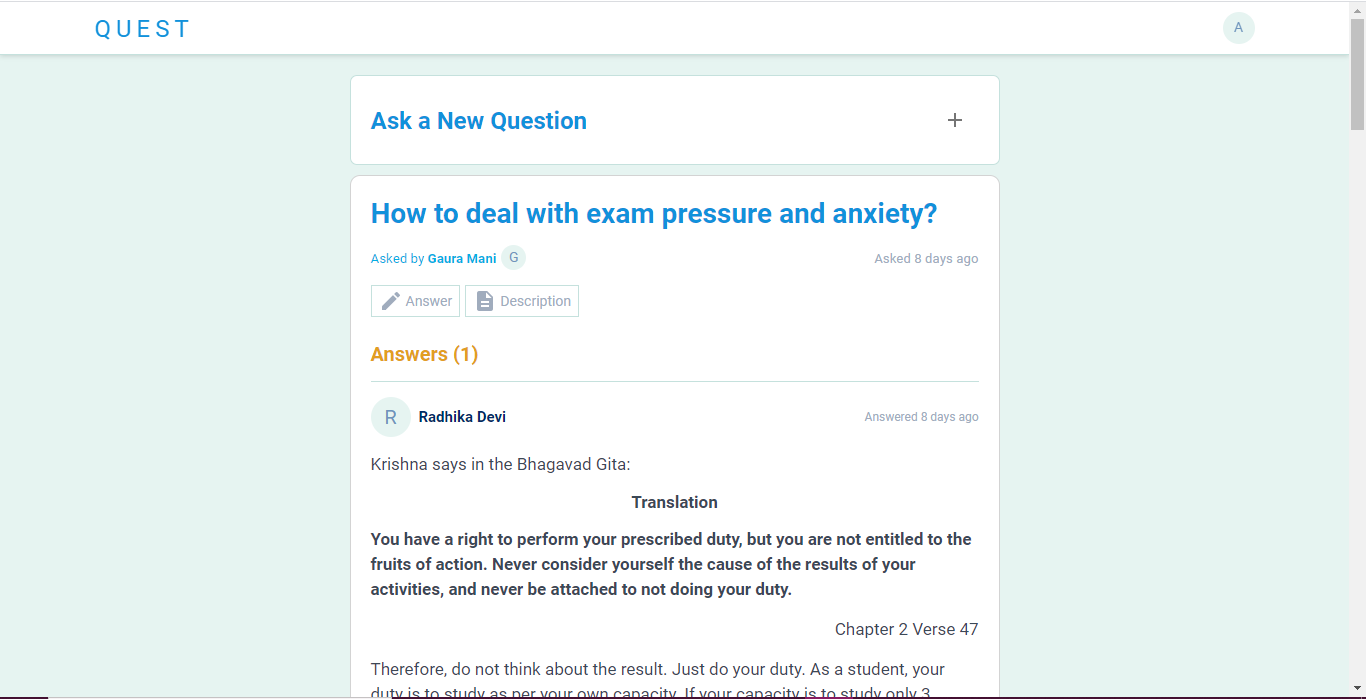 QUEST
A
Ask a New Question
How to deal with exam pressure and anxiety?
Asked by Gaura Mani G
Asked 8 days ago
Answer
Description
Answers (1)
R Radhika Devi
Answered 8 days ago
Krishna says in the Bhagavad Gita:
Translation
You have a right to perform your prescribed duty, but you are not entitled to the
fruits of action. Never consider yourself the cause of the results of your
activities, and never be attached to not doing your duty.
Chapter 2 Verse 47
Therefore, do not think about the result. Just do your duty. As a student, your
duty is to study as per your own capacity. If your capacity is to study only 3